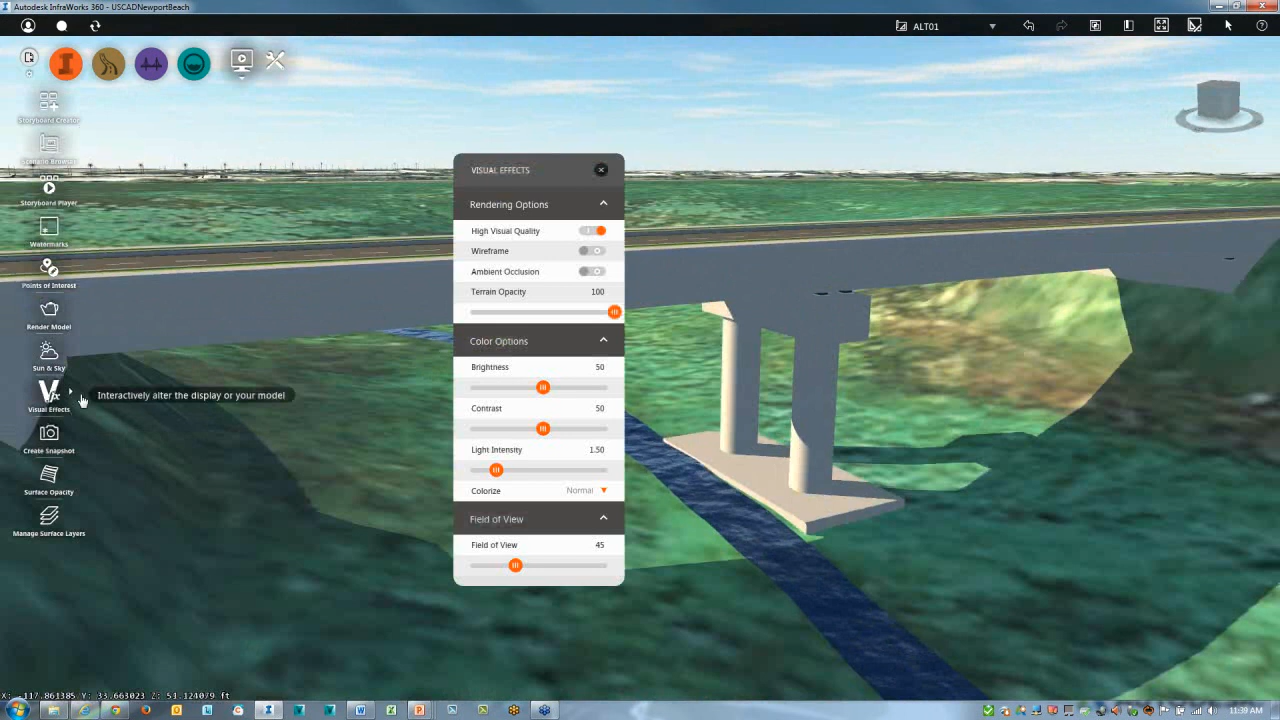 Autodesk InfraWorks 360 - USCADNewportBeach
ALT01
Storyboard Creator
Scenario Browser
Storyboard Player
Watermarks
Points of Interest
Render Model
Sun & Sky
Visual Effects
Interactively alter the display or your model
Create Snapshot
Surface Opacity
Manage Surface Layers
VISUAL EFFECTS
Rendering Options
High Visual Quality
Wireframe
Ambient Occlusion
Terrain Opacity 100
Color Options
Brightness 50
Contrast 50
Light Intensity 1.50
Colorize Normal
Field of View
Field of View 45
X: -117.861385 Y: 33.663023 Z: 51.124079 ft
11:39 AM